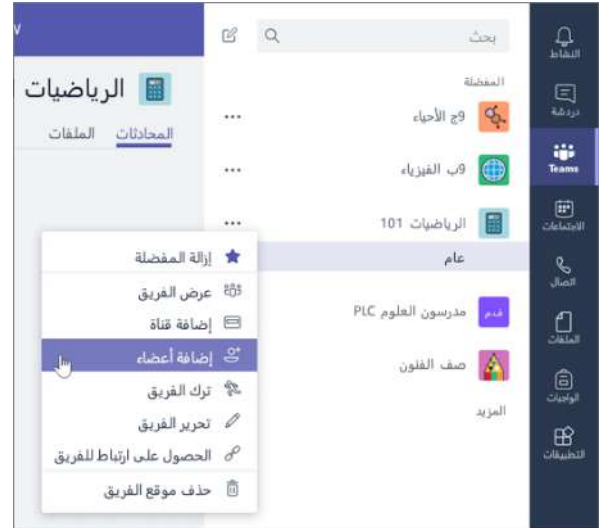 النشاط
دردشة
Teams
الاجتماعات
اتصال
الملفات
الواجبات
التطبيقات
بحث
المفضلة
9ج الأحياء
9ب الفيزياء
الرياضيات 101
عام
مدرسون العلوم PLC
صف الفنون
المزيد
الرياضيات
المحادثات الملفات
إزالة المفضلة
عرض الفريق
إضافة قناة
إضافة أعضاء
ترك الفريق
تحرير الفريق
الحصول على ارتباط للفريق
حذف موقع الفريق